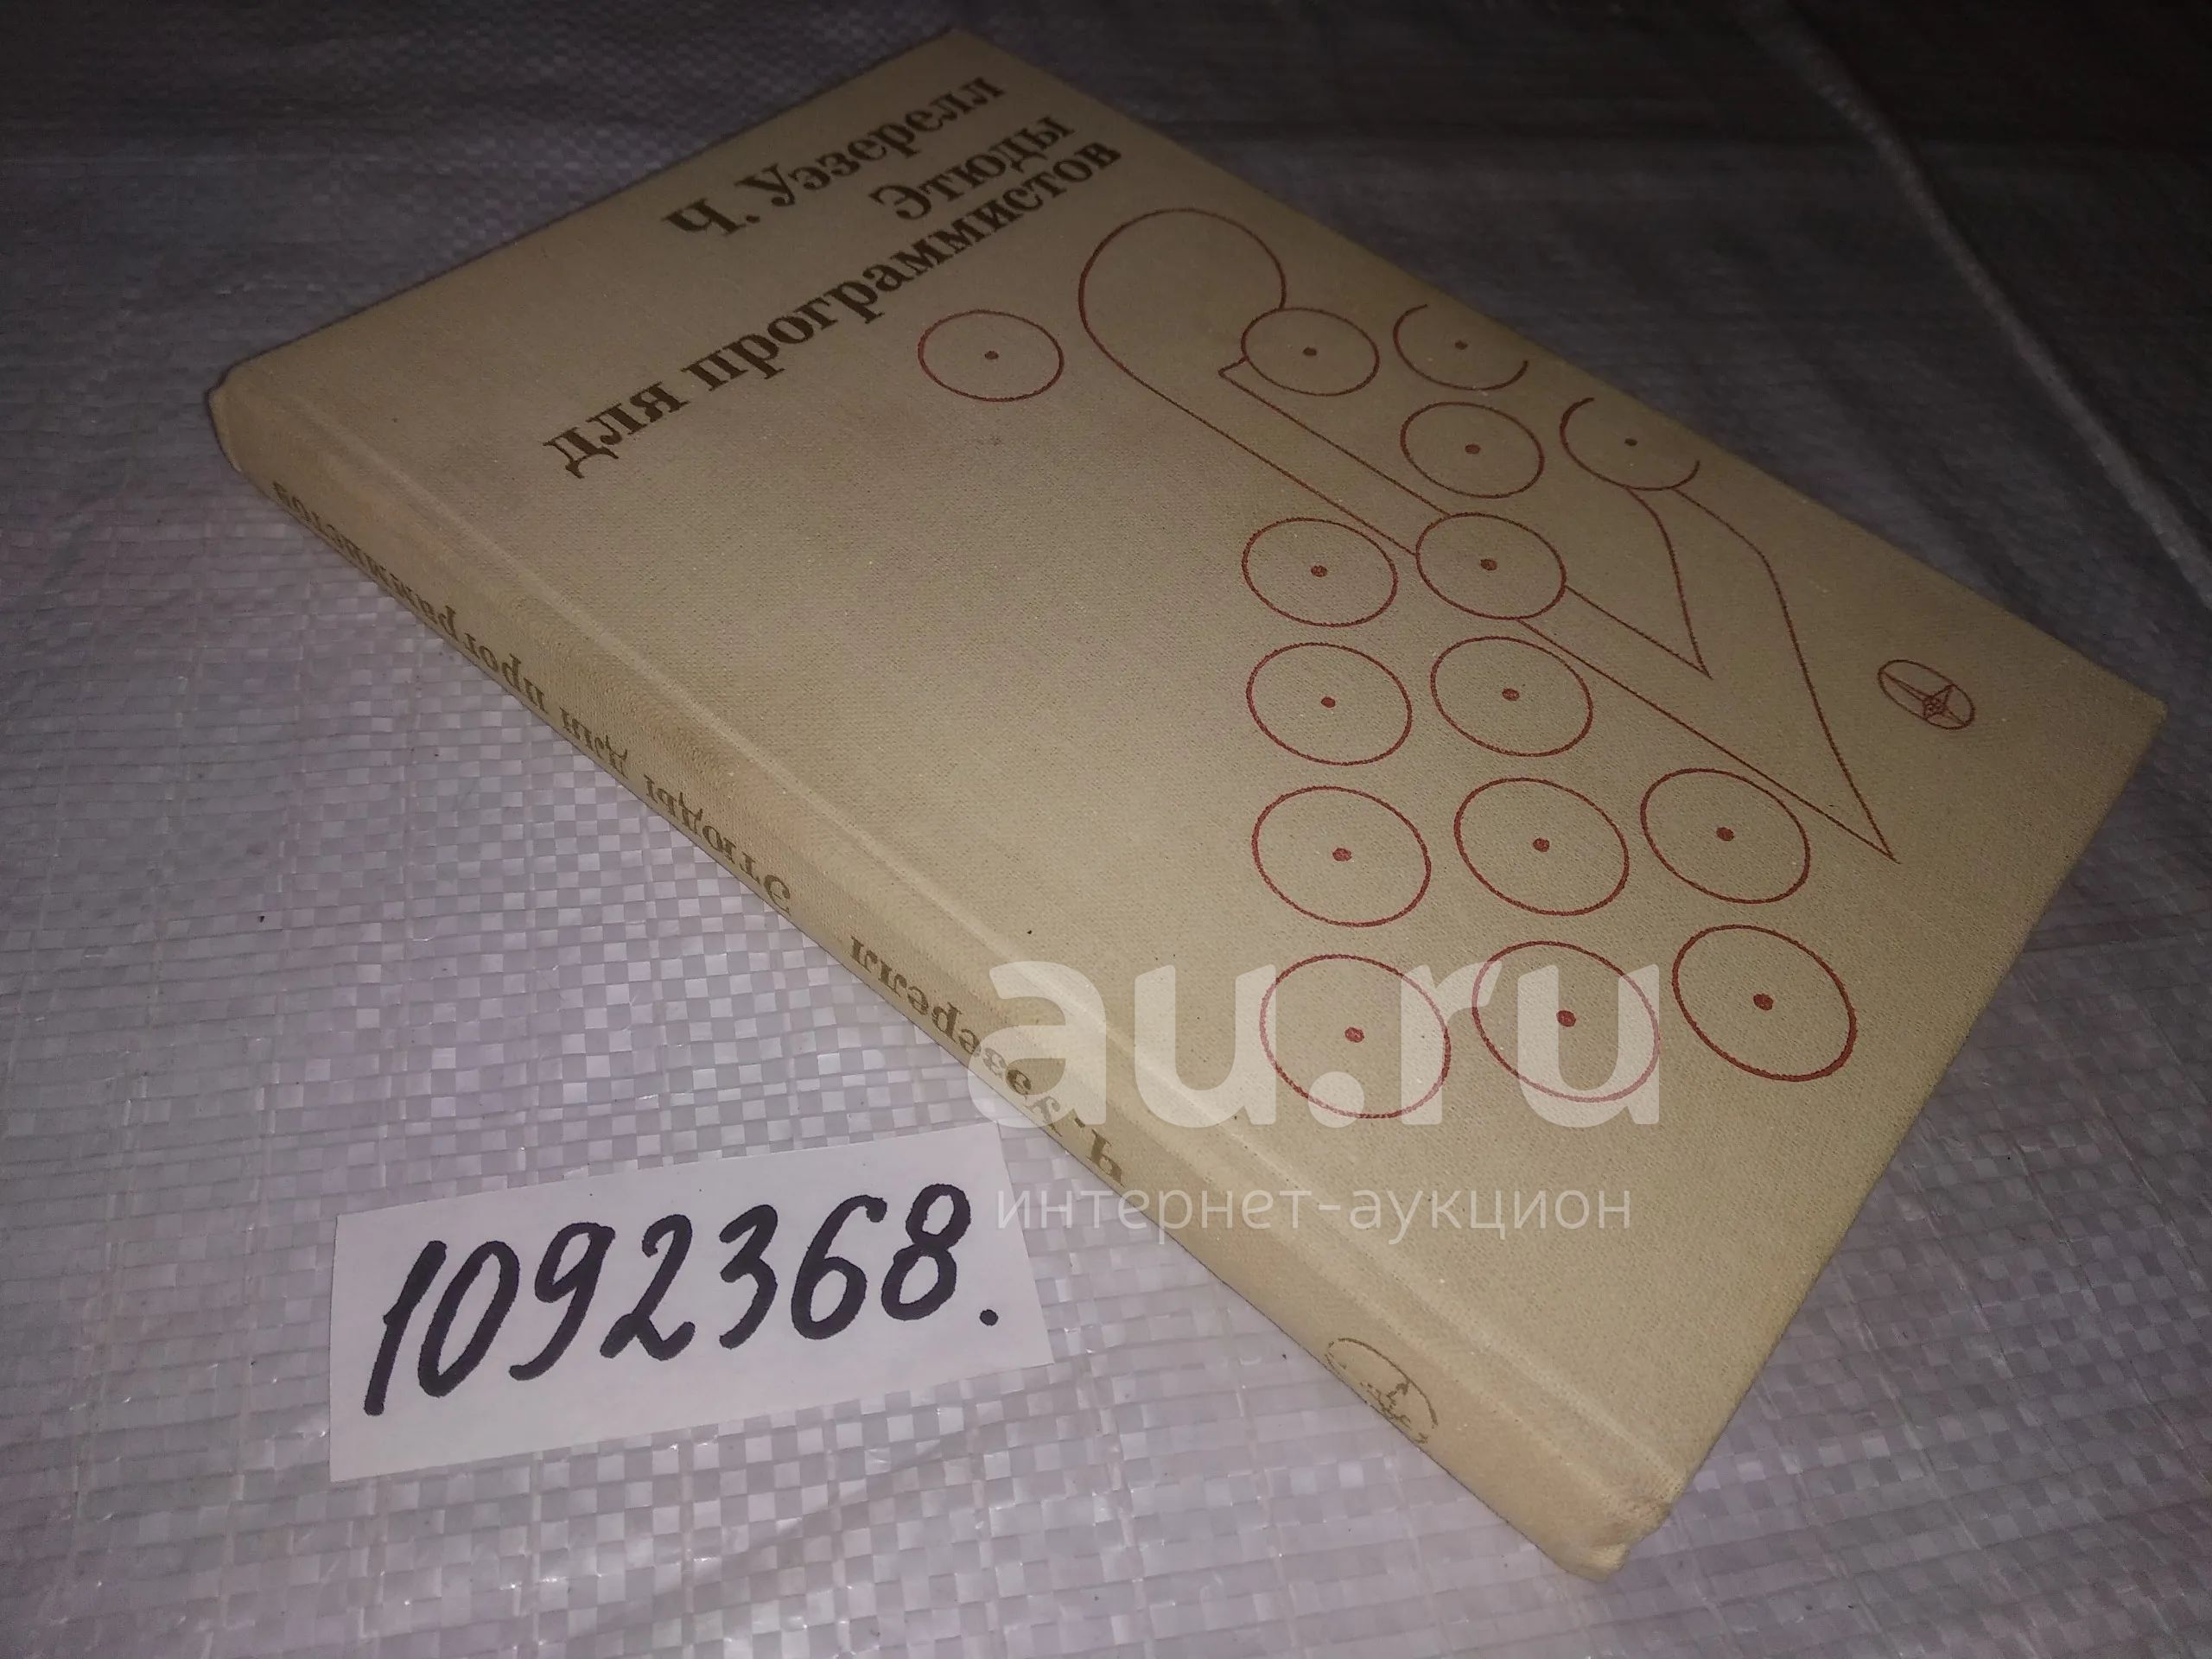 Ч. Уэзерелл
Этюды
для программистов
Ч. Уэзерелл Этюды для программистов
au.ru
интернет-аукцион
1092368.